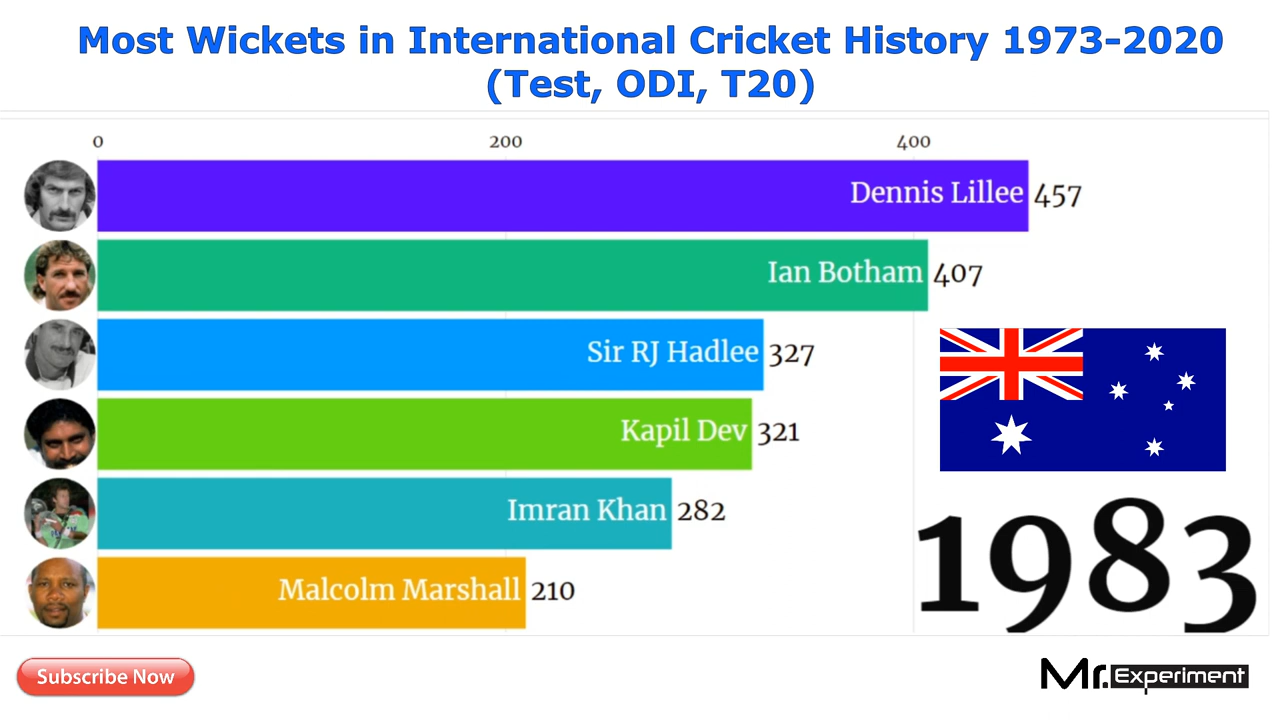 Most Wickets in International Cricket History 1973-2020
(Test, ODI, T20)
0 200 400
Dennis Lillee 457
Ian Botham 407
Sir RJ Hadlee 327
Kapil Dev 321
Imran Khan 282
Malcolm Marshall 210
1983
Subscribe Now
Mr. Experiment